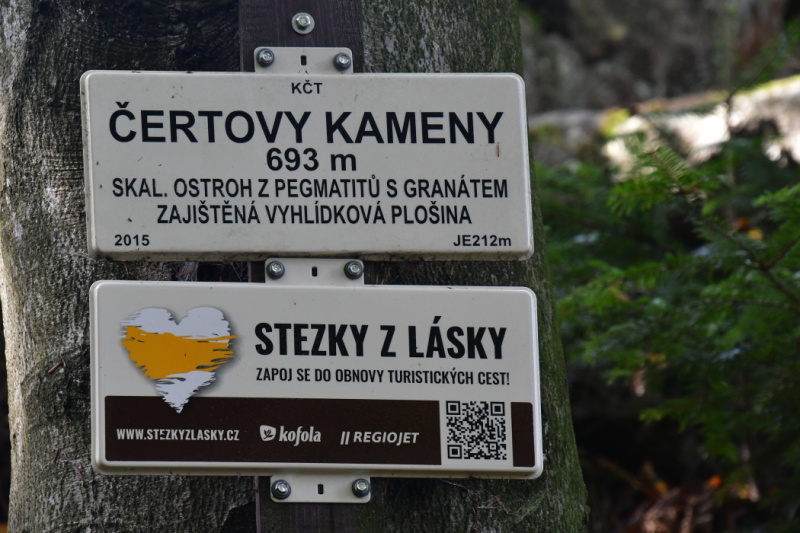 KČT
ČERTOVY KAMENY
693 m
SKAL. OSTROH Z PEGMATITŮ S GRANÁTEM
ZAJIŠTĚNÁ VYHLÍDKOVÁ PLOŠINA
2015 JE212m
STEZKY Z LÁSKY
ZAPOJ SE DO OBNOVY TURISTICKÝCH CEST!
WWW.STEZKYZLASKY.CZ kofola REGIOJET